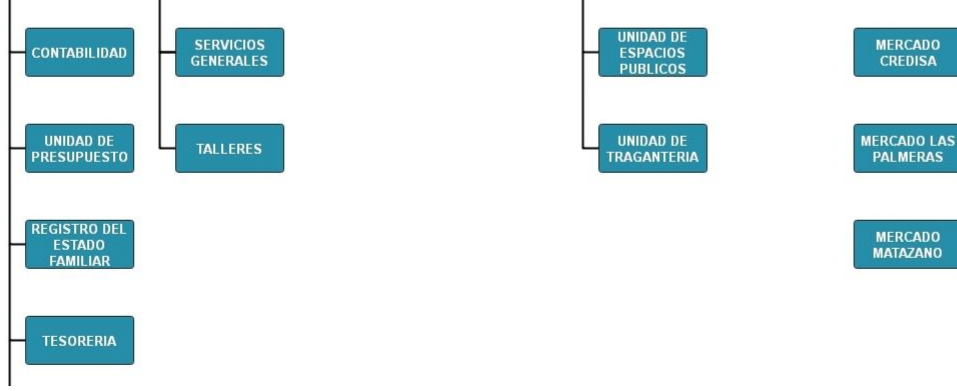 CONTABILIDAD
SERVICIOS
GENERALES
UNIDAD DE
ESPACIOS
PUBLICOS
MERCADO
CREDISA
UNIDAD DE
PRESUPUESTO
TALLERES
UNIDAD DE
TRAGANTERIA
MERCADO LAS
PALMERAS
REGISTRO DEL
ESTADO
FAMILIAR
MERCADO
MATAZANO
TESORERIA